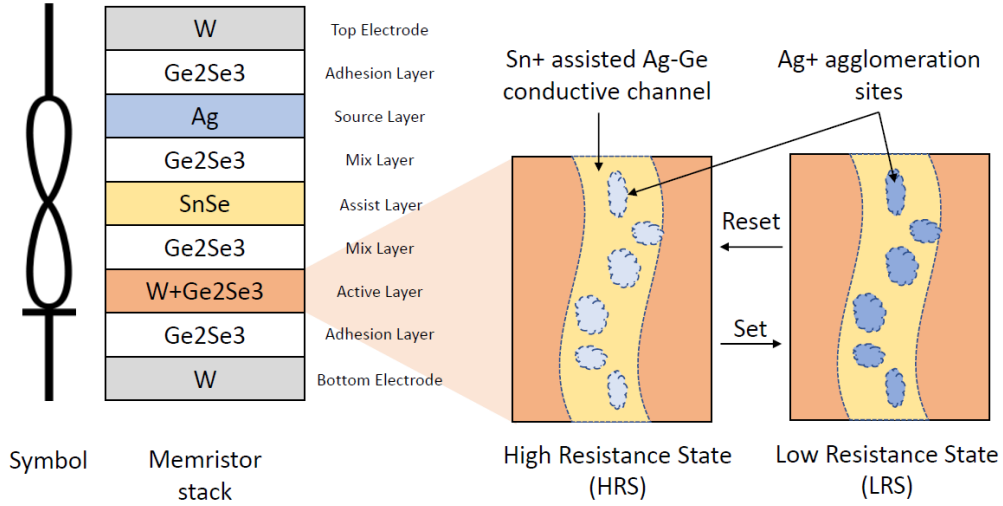 W
Top Electrode
Ge2Se3
Adhesion Layer
Ag
Source Layer
Ge2Se3
Mix Layer
SnSe
Assist Layer
Ge2Se3
Mix Layer
W+Ge2Se3
Active Layer
Ge2Se3
Adhesion Layer
W
Bottom Electrode
Symbol
Memristor
stack
Sn+ assisted Ag-Ge
conductive channel
Ag+ agglomeration
sites
Reset
Set
High Resistance State
(HRS)
Low Resistance State
(LRS)